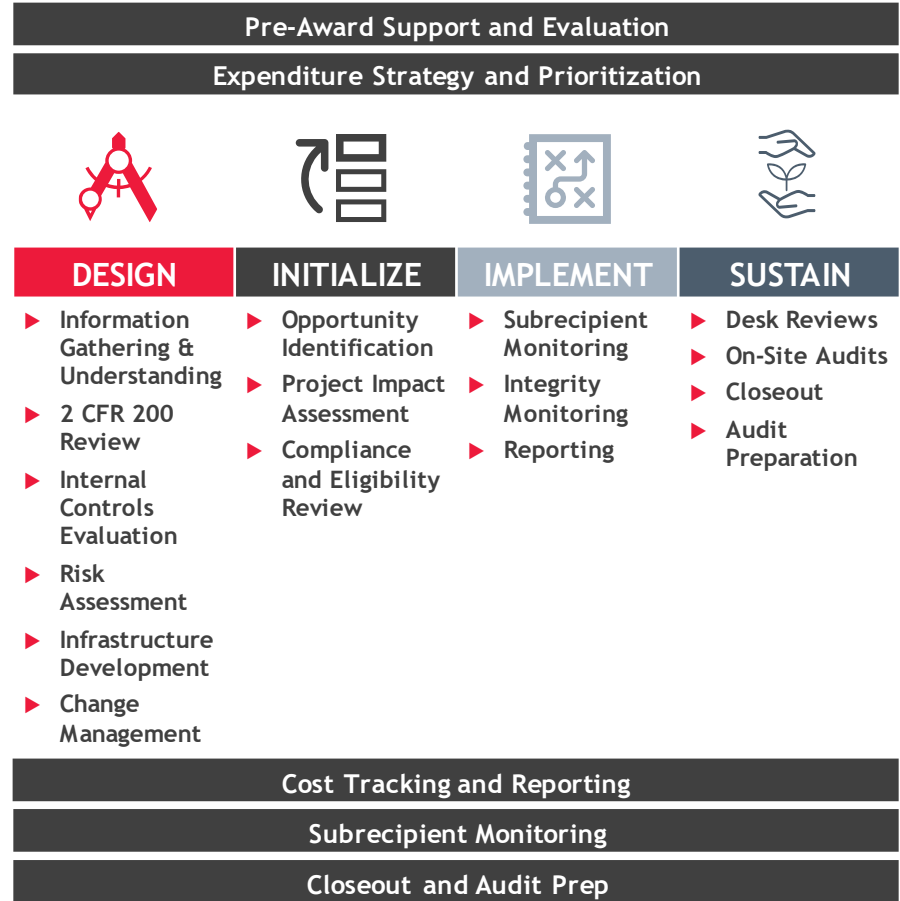 Pre-Award Support and Evaluation
Expenditure Strategy and Prioritization
DESIGN
Information
Gathering &
Understanding
2 CFR 200
Review
Internal
Controls
Evaluation
Risk
Assessment
Infrastructure
Development
Change
Management
INITIALIZE
Opportunity
Identification
Project Impact
Assessment
Compliance
and Eligibility
Review
IMPLEMENT
Subrecipient
Monitoring
Integrity
Monitoring
Reporting
SUSTAIN
Desk Reviews
On-Site Audits
Closeout
Audit
Preparation
Cost Tracking and Reporting
Subrecipient Monitoring
Closeout and Audit Prep